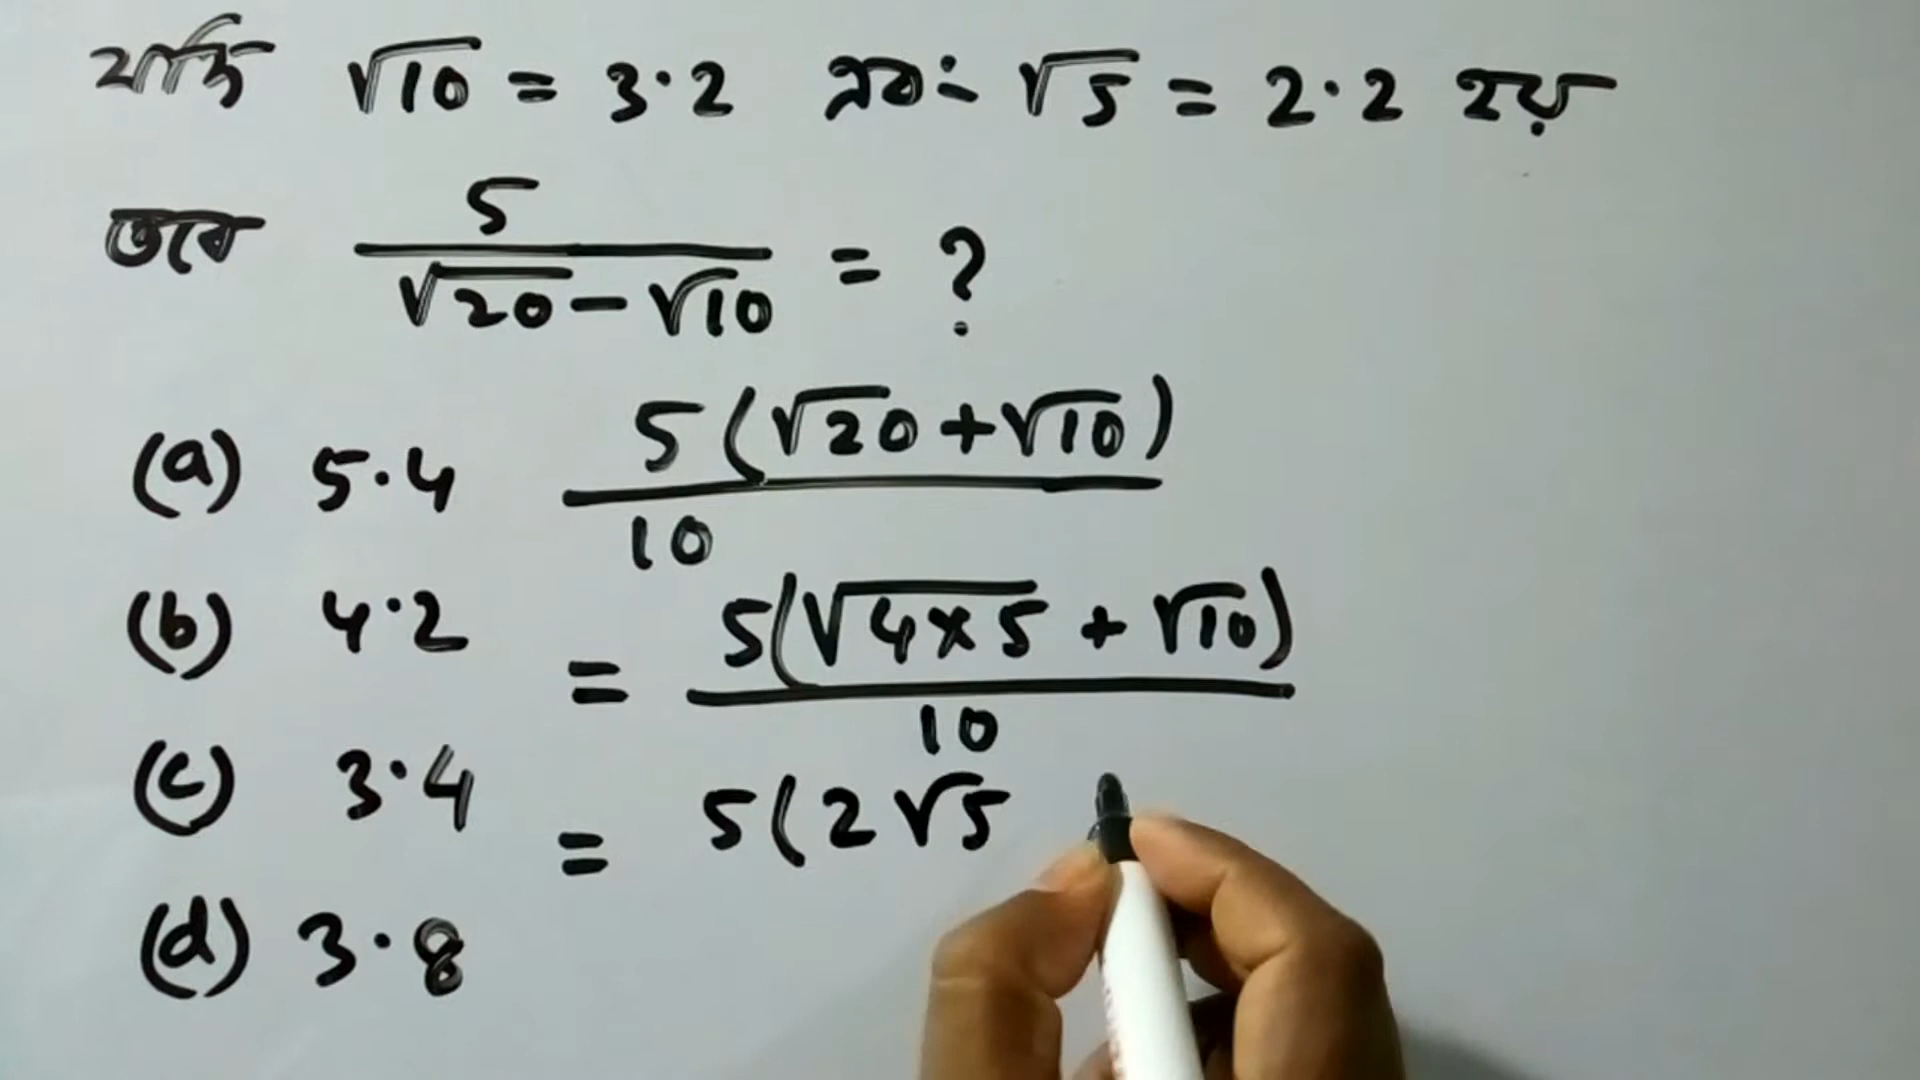 যদি √10 = 3.2 এবং √5 = 2.2 হয়
তবে 5/(√20 - √10) = ?
(a) 5.4
(b) 4.2
(c) 3.4
(d) 3.8
5(√20 + √10)/10
= 5(√4×5 + √10)/10
= 5(2√5